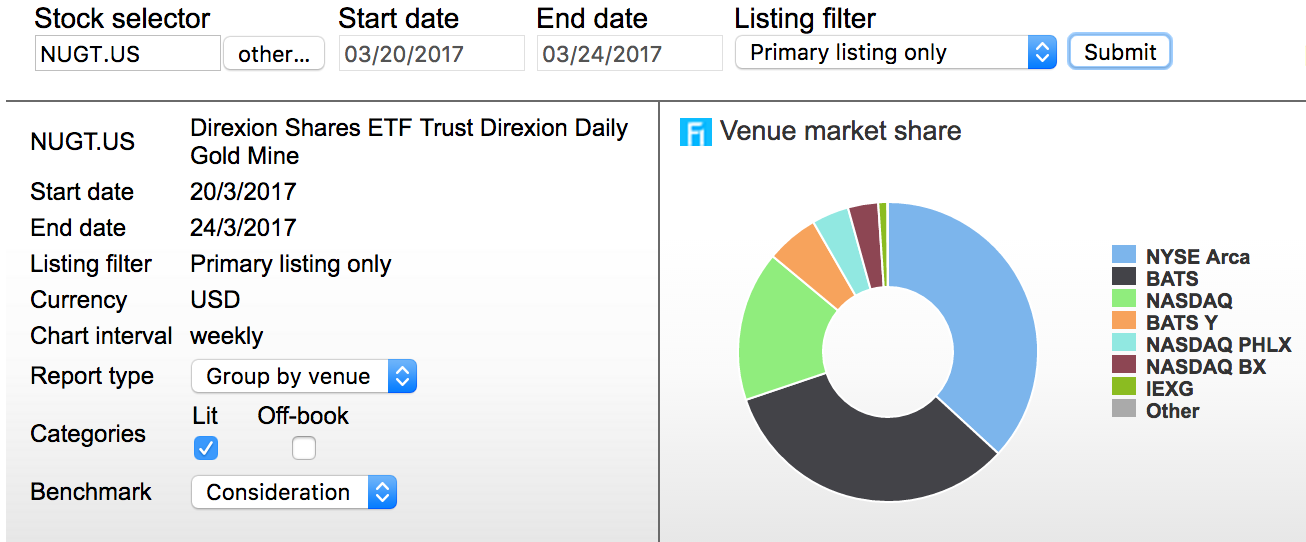 Stock selector Start date End date Listing filter
NUGT.US other... 03/20/2017 03/24/2017 Primary listing only Submit
NUGT.US Direxion Shares ETF Trust Direxion Daily
Gold Mine
Start date 20/3/2017
End date 24/3/2017
Listing filter Primary listing only
Currency USD
Chart interval weekly
Report type Group by venue
Lit Off-book
Categories
Benchmark Consideration
Fi Venue market share
NYSE Arca
BATS
NASDAQ
BATS Y
NASDAQ PHLX
NASDAQ BX
IEXG
Other